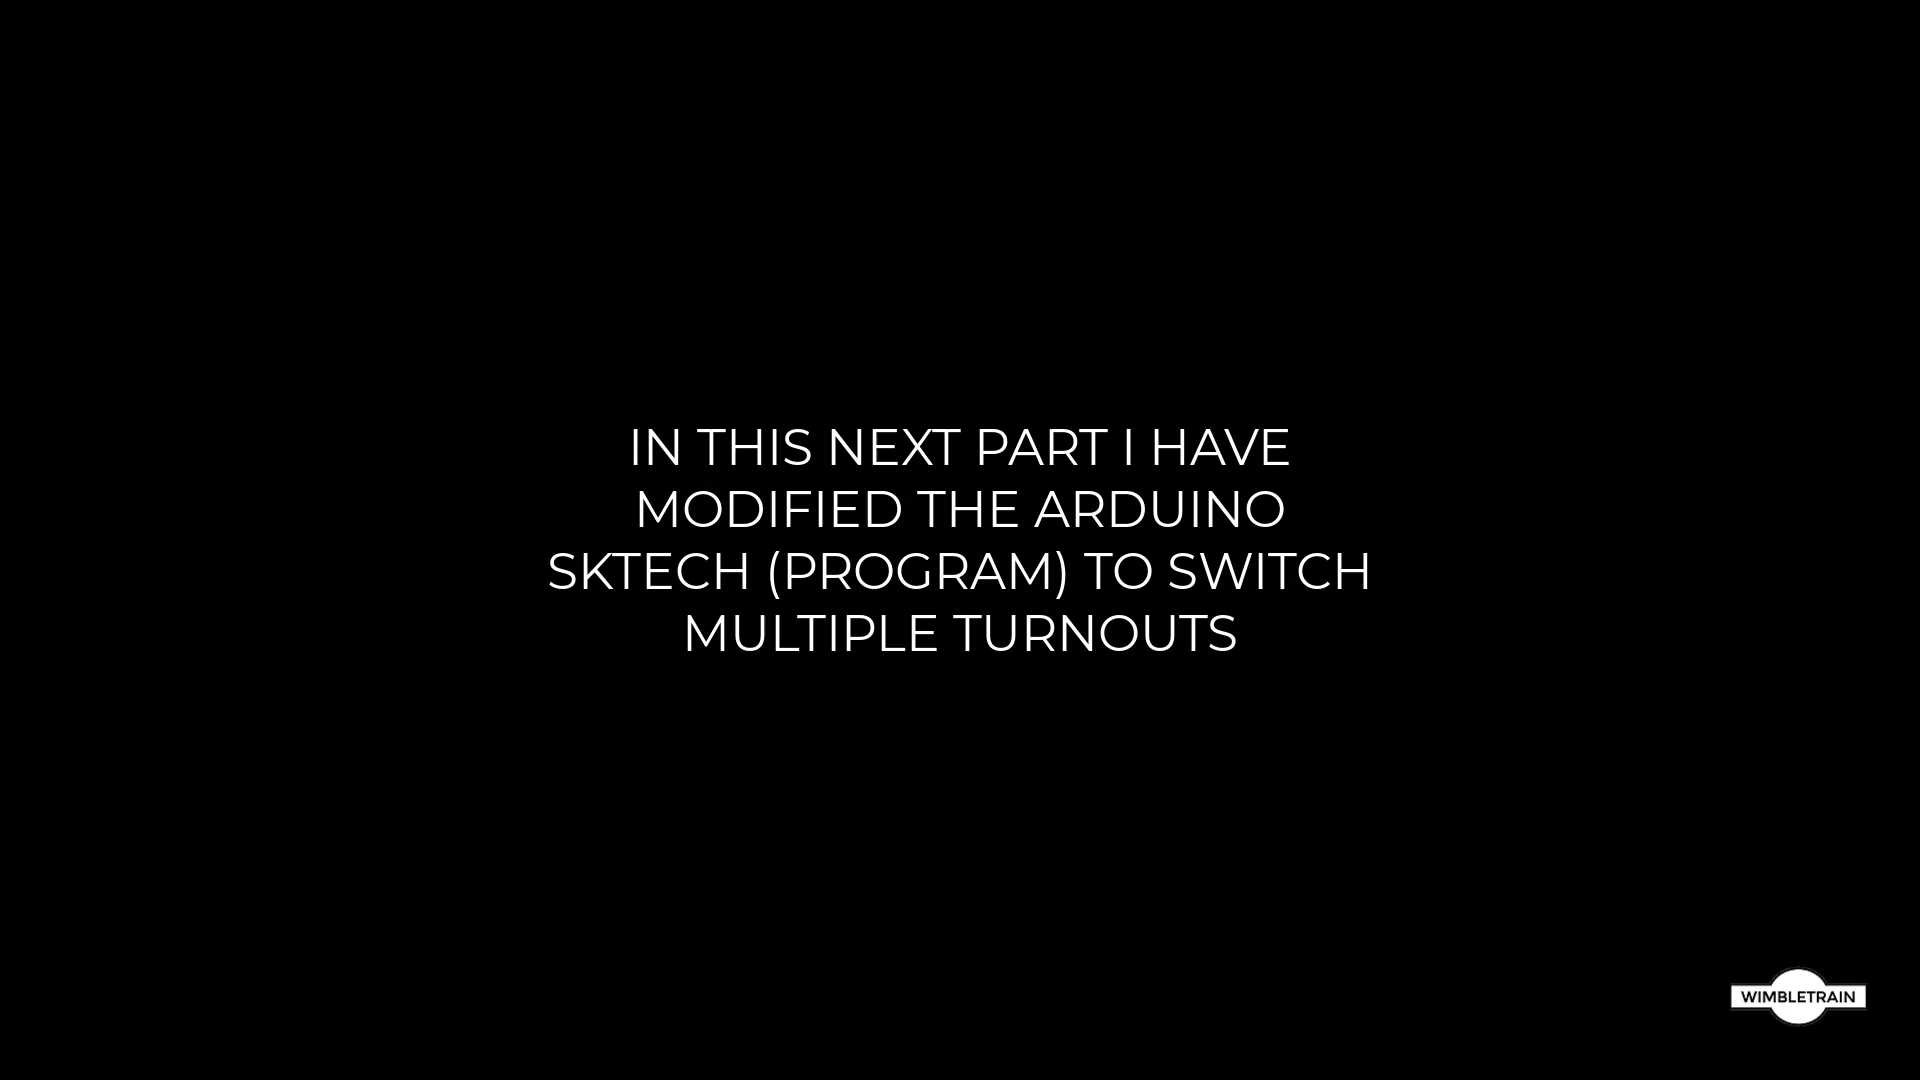 IN THIS NEXT PART I HAVE
MODIFIED THE ARDUINO
SKTECH (PROGRAM) TO SWITCH
MULTIPLE TURNOUTS
WIMBLETRAIN